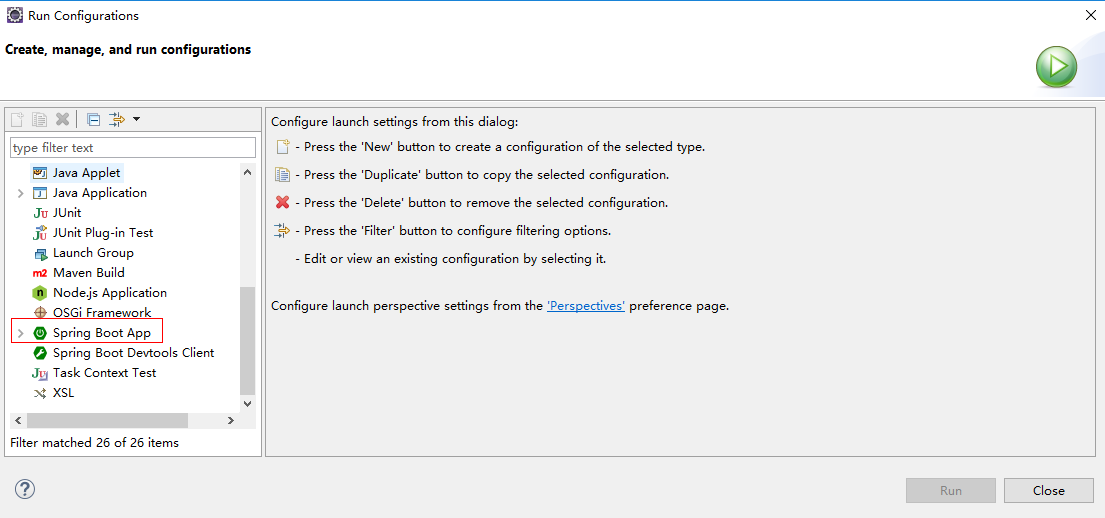 Run Configurations
Create, manage, and run configurations
type filter text
Java Applet
Java Application
JUnit
JUnit Plug-in Test
Launch Group
Maven Build
Node.js Application
OSGi Framework
Spring Boot App
Spring Boot Devtools Client
Task Context Test
XSL
Filter matched 26 of 26 items
Configure launch settings from this dialog:
- Press the 'New' button to create a configuration of the selected type.
- Press the 'Duplicate' button to copy the selected configuration.
- Press the 'Delete' button to remove the selected configuration.
- Press the 'Filter' button to configure filtering options.
- Edit or view an existing configuration by selecting it.
Configure launch perspective settings from the 'Perspectives' preference page.
Run
Close